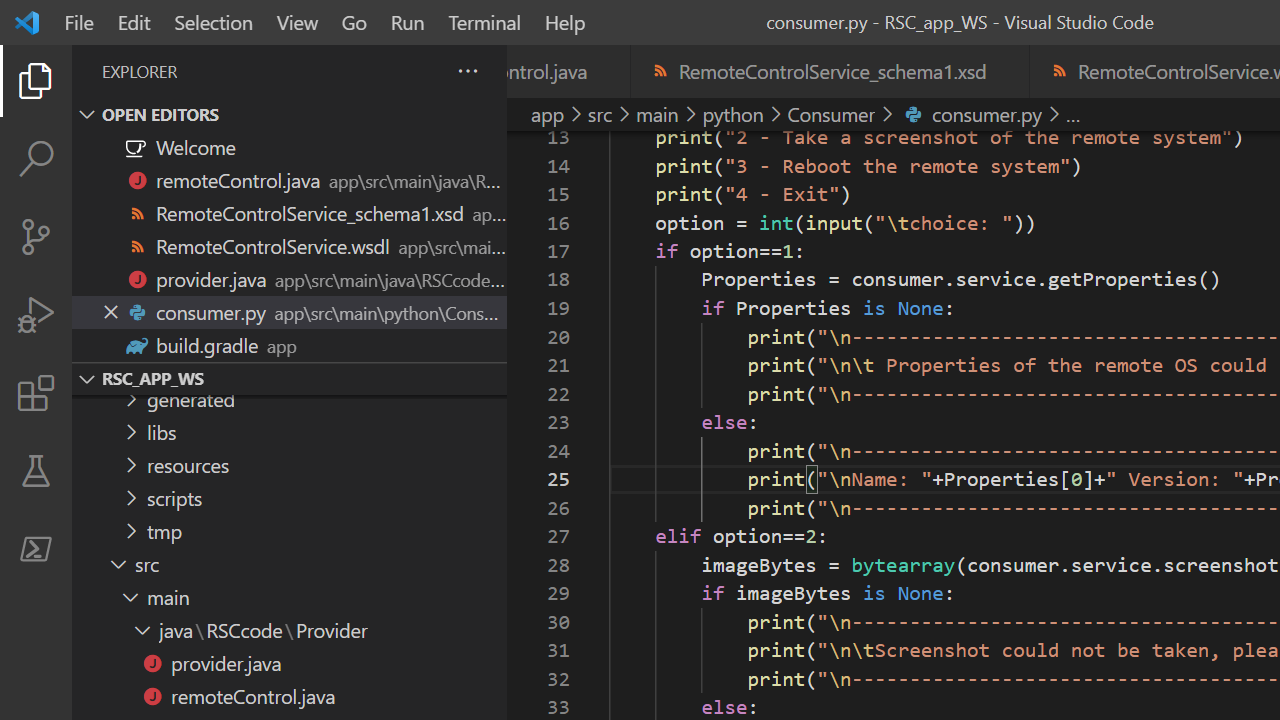 File Edit Selection View Go Run Terminal Help consumer.py - RSC_app_WS - Visual Studio Code
EXPLORER ...
OPEN EDITORS
Welcome
remoteControl.java app\src\main\java\R...
RemoteControlService_schema1.xsd ap...
RemoteControlService.wsdl app\src\mai...
provider.java app\src\main\java\RSCcode...
consumer.py app\src\main\python\Cons...
build.gradle app
RSC_APP_WS
generated
libs
resources
scripts
tmp
src
main
java\RSCcode\Provider
provider.java
remoteControl.java
ontrol.java RemoteControlService_schema1.xsd RemoteControlService.w
app > src > main > python > Consumer > consumer.py > ...
13 print("2 - Take a screenshot of the remote system")
14 print("3 - Reboot the remote system")
15 print("4 - Exit")
16 option = int(input("\tchoice: "))
17 if option==1:
18 Properties = consumer.service.getProperties()
19 if Properties is None:
20 print("\n-------------------------------------
21 print("\n\t Properties of the remote OS could
22 print("\n-------------------------------------
23 else:
24 print("\n-------------------------------------
25 print("\nName: "+Properties[0]+" Version: "+Pr
26 print("\n-------------------------------------
27 elif option==2:
28 imageBytes = bytearray(consumer.service.screenshot
29 if imageBytes is None:
30 print("\n-------------------------------------
31 print("\n\tScreenshot could not be taken, plea
32 print("\n-------------------------------------
33 else: